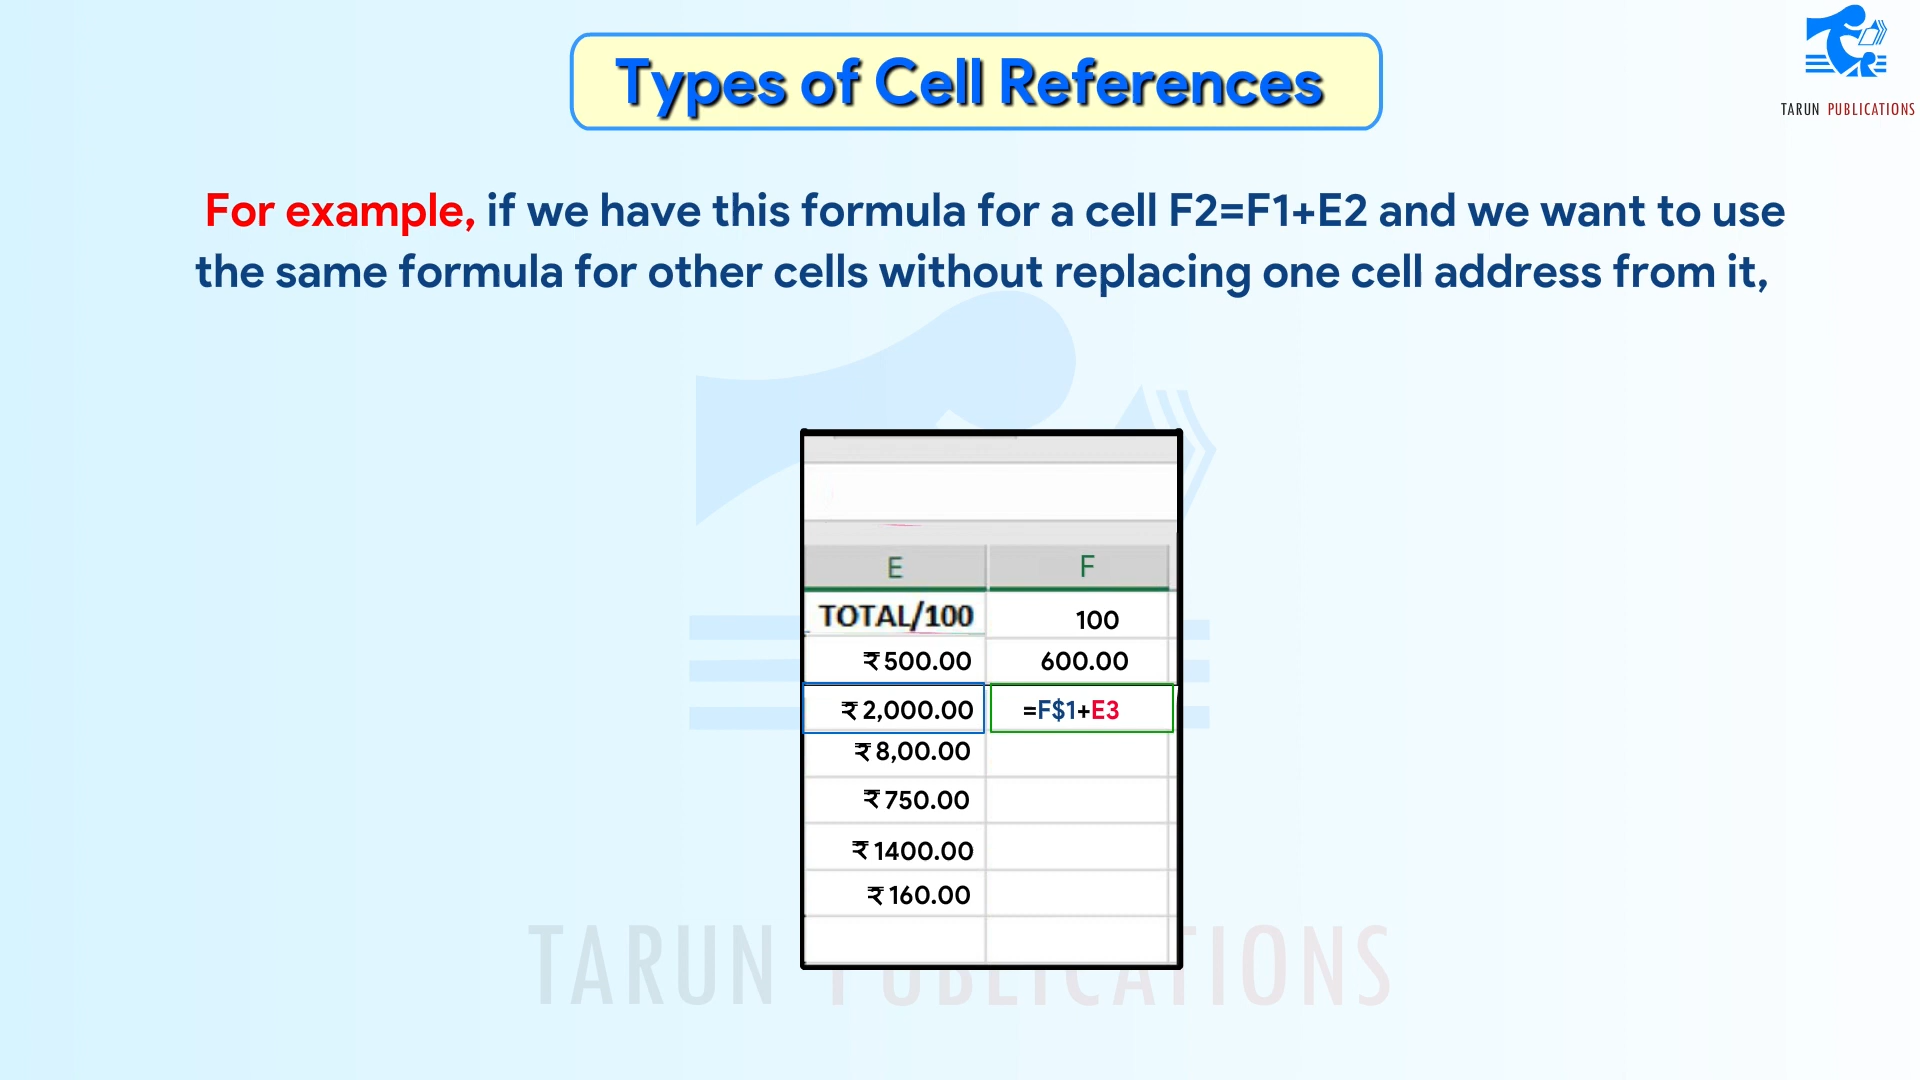 Types of Cell References
TARUN PUBLICATIONS
For example, if we have this formula for a cell F2=F1+E2 and we want to use
the same formula for other cells without replacing one cell address from it,
E F
TOTAL/100 100
₹500.00 600.00
₹2,000.00 =F$1+E3
₹8,00.00
₹750.00
₹1400.00
₹160.00
TARUN PUBLICATIONS